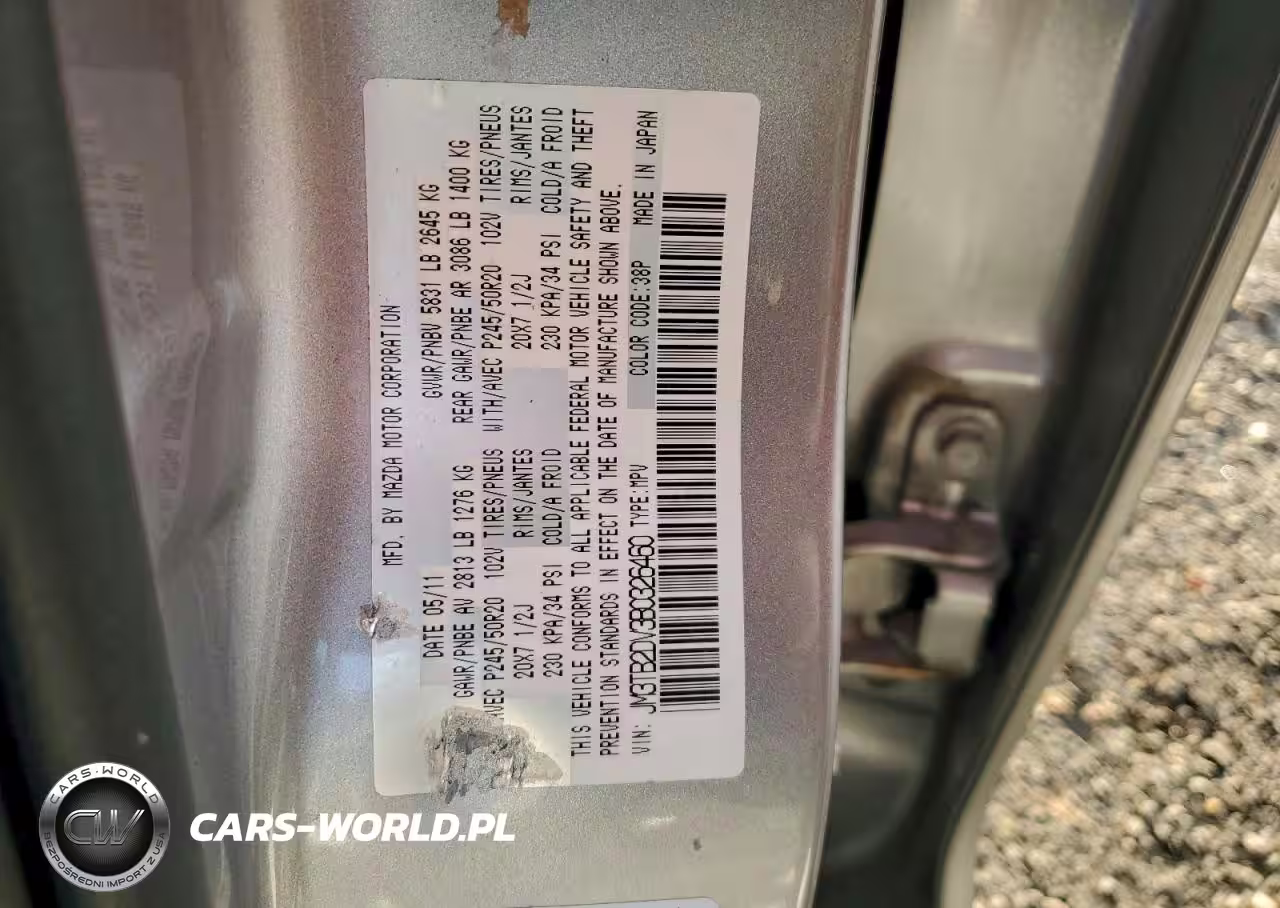 MFD. BY MAZDA MOTOR CORPORATION
DATE 05/11 GVWR/PNBV 5831 LB 2645 KG
GAWR/PNBE AV 2813 LB 1276 KG REAR GAWR/PNBE AR 3086 LB 1400 KG
AVEC P245/50R20 102V TIRES/PNEUS WITH/AVEC P245/50R20 102V TIRES/PNEUS
20X7 1/2J RIMS/JANTES 20X7 1/2J RIMS/JANTES
230 KPA/34 PSI COLD/A FROID 230 KPA/34 PSI COLD/A FROID
THIS VEHICLE CONFORMS TO ALL APPLICABLE FEDERAL MOTOR VEHICLE SAFETY AND THEFT
PREVENTION STANDARDS IN EFFECT ON THE DATE OF MANUFACTURE SHOWN ABOVE.
VIN: JM3TB2DV3B0326460 TYPE:MPV COLOR CODE:38P MADE IN JAPAN
CARS-WORLD
CW
BEZPOŚREDNI IMPORT Z USA
CARS-WORLD.PL